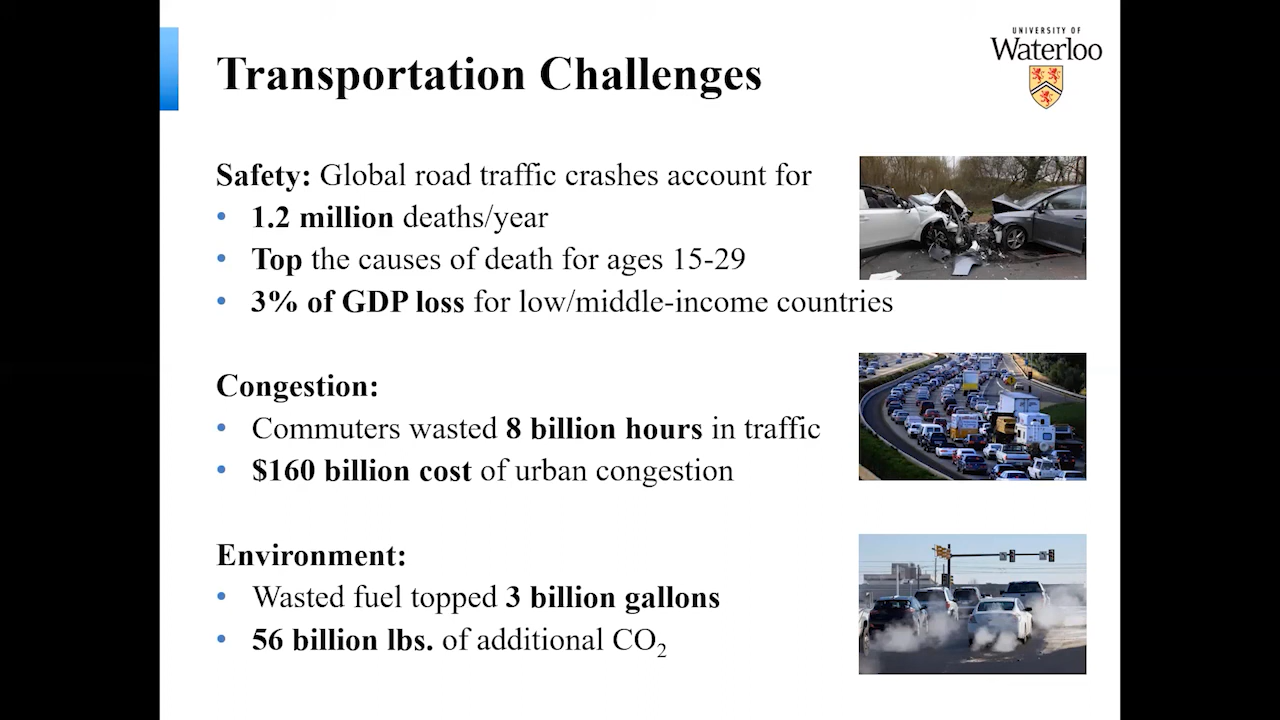 UNIVERSITY OF
Waterloo
Transportation Challenges
Safety: Global road traffic crashes account for
• 1.2 million deaths/year
• Top the causes of death for ages 15-29
• 3% of GDP loss for low/middle-income countries
Congestion:
• Commuters wasted 8 billion hours in traffic
• $160 billion cost of urban congestion
Environment:
• Wasted fuel topped 3 billion gallons
• 56 billion lbs. of additional CO₂